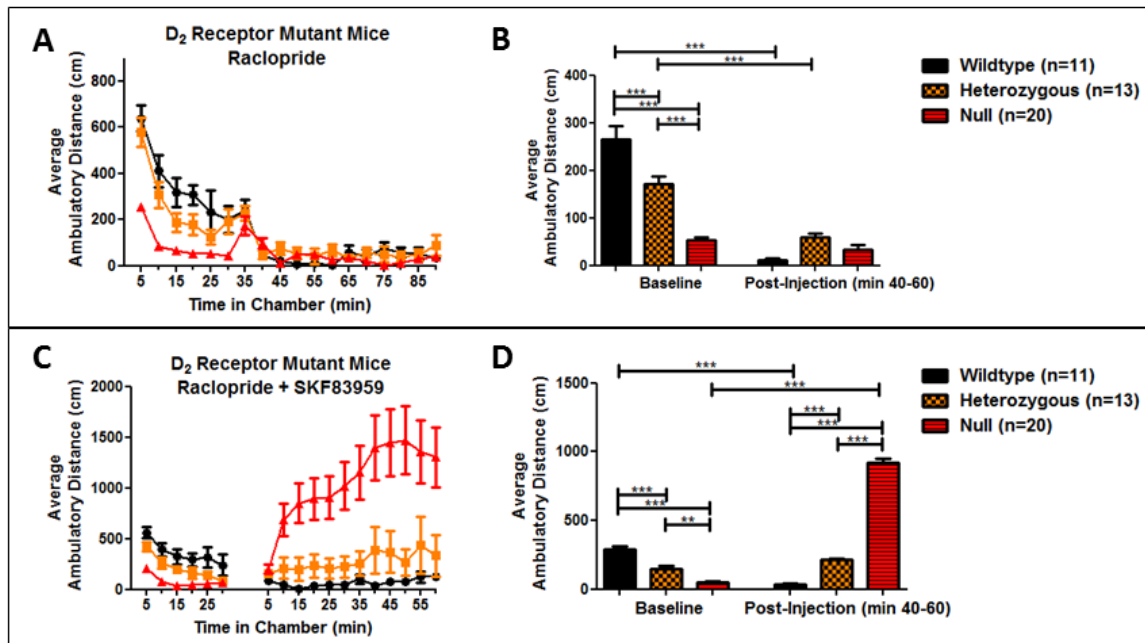 A
D2 Receptor Mutant Mice
Raclopride
Average
Ambulatory Distance (cm)
800
600
400
200
0
5 15 25 35 45 55 65 75 85
Time in Chamber (min)
B
Average
Ambulatory Distance (cm)
400
300
200
100
0
***
***
***
***
***
Baseline Post-Injection (min 40-60)
Wildtype (n=11)
Heterozygous (n=13)
Null (n=20)
C
D2 Receptor Mutant Mice
Raclopride + SKF83959
Average
Ambulatory Distance (cm)
2000
1500
1000
500
0
5 15 25 5 15 25 35 45 55
Time in Chamber (min)
D
Average
Ambulatory Distance (cm)
1500
1000
500
0
***
***
***
***
***
***
***
**
Baseline Post-Injection (min 40-60)
Wildtype (n=11)
Heterozygous (n=13)
Null (n=20)